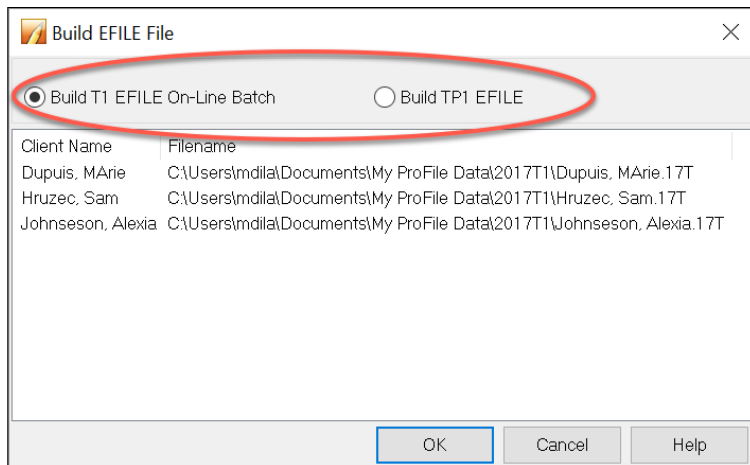 Build EFILE File
Build T1 EFILE On-Line Batch Build TP1 EFILE
Client Name Filename
Dupuis, MArie C:\Users\mdila\Documents\My ProFile Data\2017T1\Dupuis, MArie.17T
Hruzec, Sam C:\Users\mdila\Documents\My ProFile Data\2017T1\Hruzec, Sam.17T
Johnseson, Alexia C:\Users\mdila\Documents\My ProFile Data\2017T1\Johnseson, Alexia.17T
OK Cancel Help